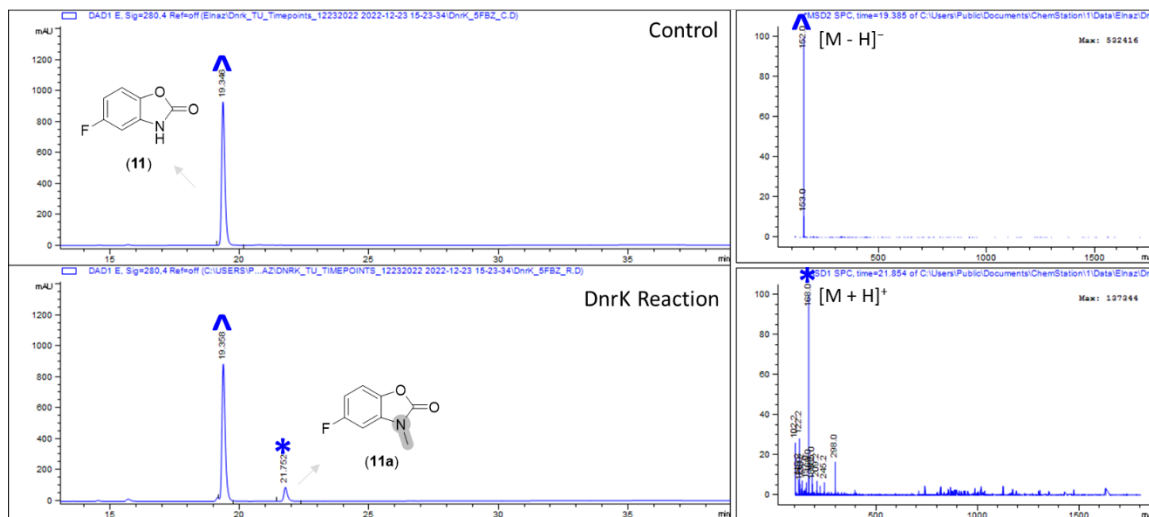 DAD1 E, Sig=280,4 Ref=off (Elnaz\Dnrk_TU_Timepoints_12232022 2022-12-23 15-23-34\DnrK_5FBZ_C.D)
mAU
Control
^
19.346
1200
1000
800
600
400
200
0
O
O
N
H
F
(11)
15
20
25
30
35
min
*MSD2 SPC, time=19.385 of C:\Users\Public\Documents\ChemStation\1\Data\Elnaz\Dnr
^
[M - H]⁻
Max: 532416
152.0
153.0
100
80
60
40
20
0
500
1000
1500
DAD1 E, Sig=280,4 Ref=off (C:\USERS\P...AZ\DNRK_TU_TIMEPOINTS_12232022 2022-12-23 15-23-34\DNRK_5FBZ_R.D)
mAU
DnrK Reaction
^
19.358
1200
1000
800
600
400
200
0
*
21.752
O
O
N
F
(11a)
15
20
25
30
35
min
MSD1 SPC, time=21.854 of C:\Users\Public\Documents\ChemStation\1\Data\Elnaz\Dnr
*
[M + H]⁺
Max: 137344
168.0
102.2
122.2
245.2
298.0
100
80
60
40
20
0
500
1000
1500